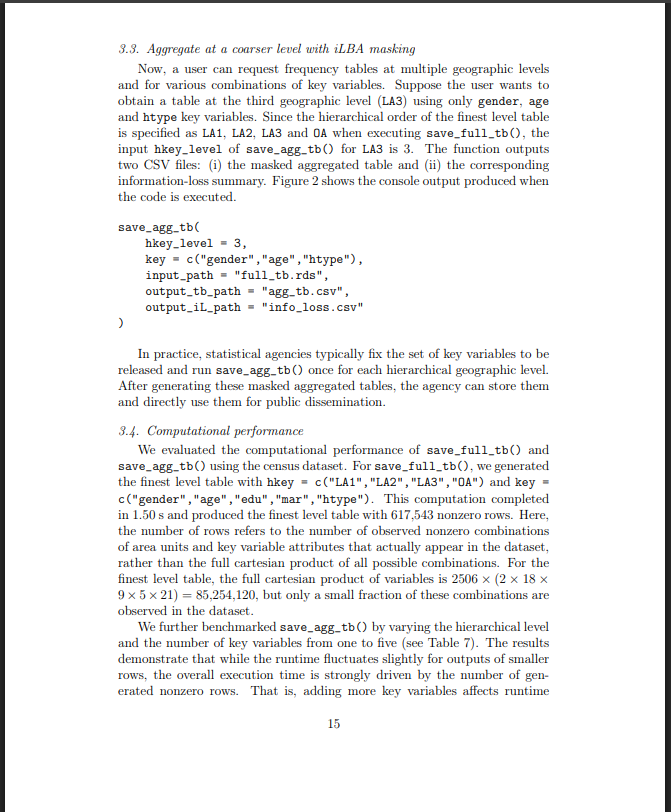 3.3. Aggregate at a coarser level with iLBA masking
Now, a user can request frequency tables at multiple geographic levels
and for various combinations of key variables. Suppose the user wants to
obtain a table at the third geographic level (LA3) using only gender, age
and htype key variables. Since the hierarchical order of the finest level table
is specified as LA1, LA2, LA3 and OA when executing save_full_tb(), the
input hkey_level of save_agg_tb() for LA3 is 3. The function outputs
two CSV files: (i) the masked aggregated table and (ii) the corresponding
information-loss summary. Figure 2 shows the console output produced when
the code is executed.
save_agg_tb(
hkey_level = 3,
key = c("gender","age","htype"),
input_path = "full_tb.rds",
output_tb_path = "agg_tb.csv",
output_iL_path = "info_loss.csv"
)
In practice, statistical agencies typically fix the set of key variables to be
released and run save_agg_tb() once for each hierarchical geographic level.
After generating these masked aggregated tables, the agency can store them
and directly use them for public dissemination.
3.4. Computational performance
We evaluated the computational performance of save_full_tb() and
save_agg_tb() using the census dataset. For save_full_tb(), we generated
the finest level table with hkey = c("LA1","LA2","LA3","OA") and key =
c("gender","age","edu","mar","htype"). This computation completed
in 1.50 s and produced the finest level table with 617,543 nonzero rows. Here,
the number of rows refers to the number of observed nonzero combinations
of area units and key variable attributes that actually appear in the dataset,
rather than the full cartesian product of all possible combinations. For the
finest level table, the full cartesian product of variables is 2506 × (2 × 18 ×
9 × 5 × 21) = 85,254,120, but only a small fraction of these combinations are
observed in the dataset.
We further benchmarked save_agg_tb() by varying the hierarchical level
and the number of key variables from one to five (see Table 7). The results
demonstrate that while the runtime fluctuates slightly for outputs of smaller
rows, the overall execution time is strongly driven by the number of gen-
erated nonzero rows. That is, adding more key variables affects runtime
15